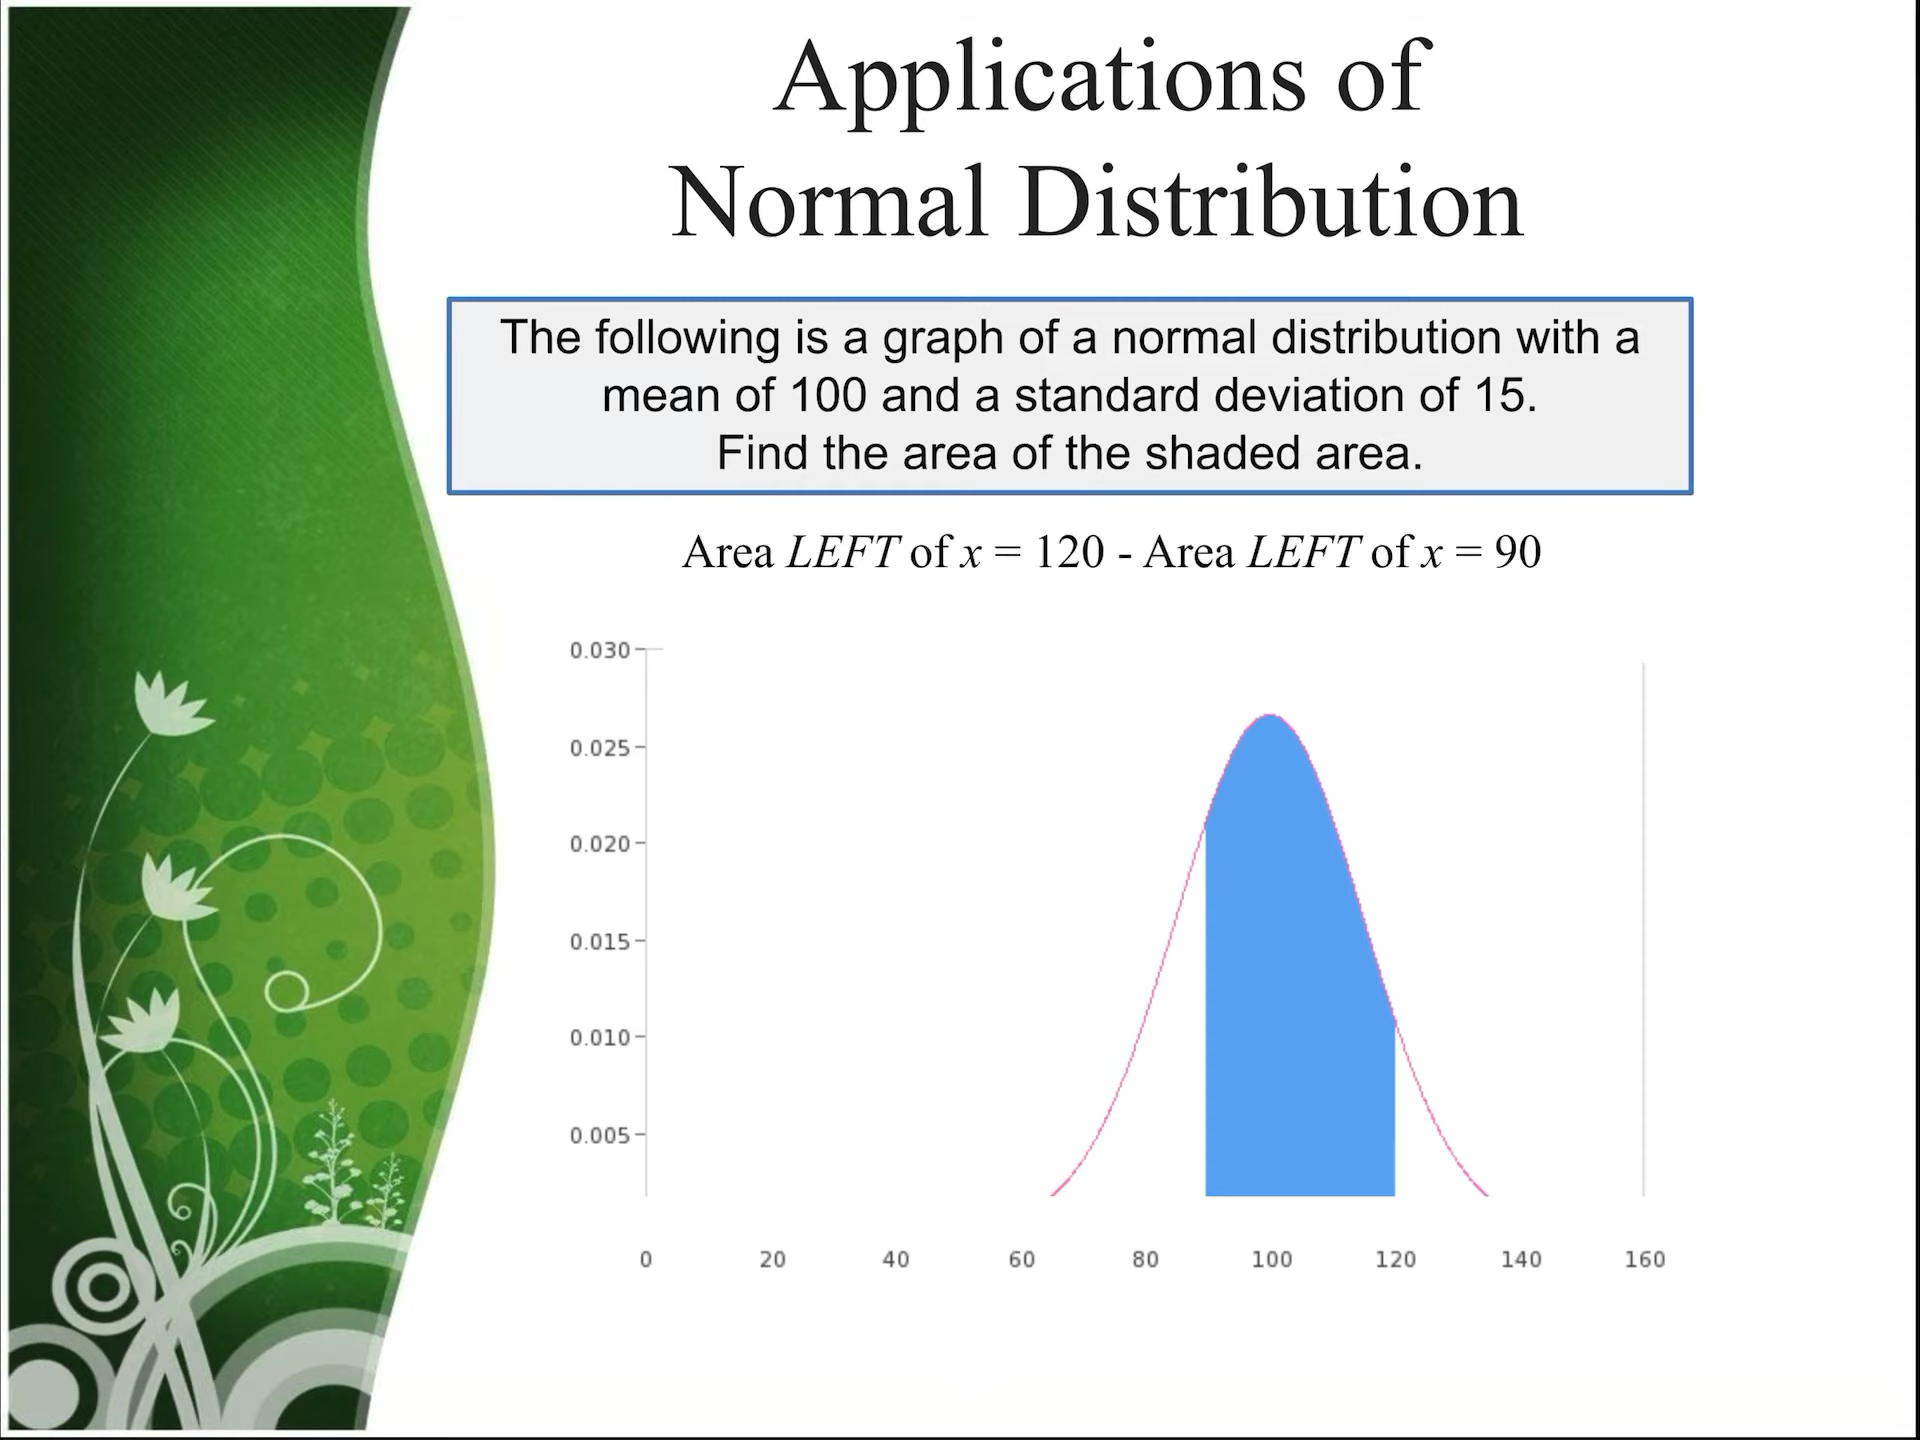 Applications of
Normal Distribution
The following is a graph of a normal distribution with a
mean of 100 and a standard deviation of 15.
Find the area of the shaded area.
Area LEFT of x = 120 - Area LEFT of x = 90
0.030
0.025
0.020
0.015
0.010
0.005
0 20 40 60 80 100 120 140 160